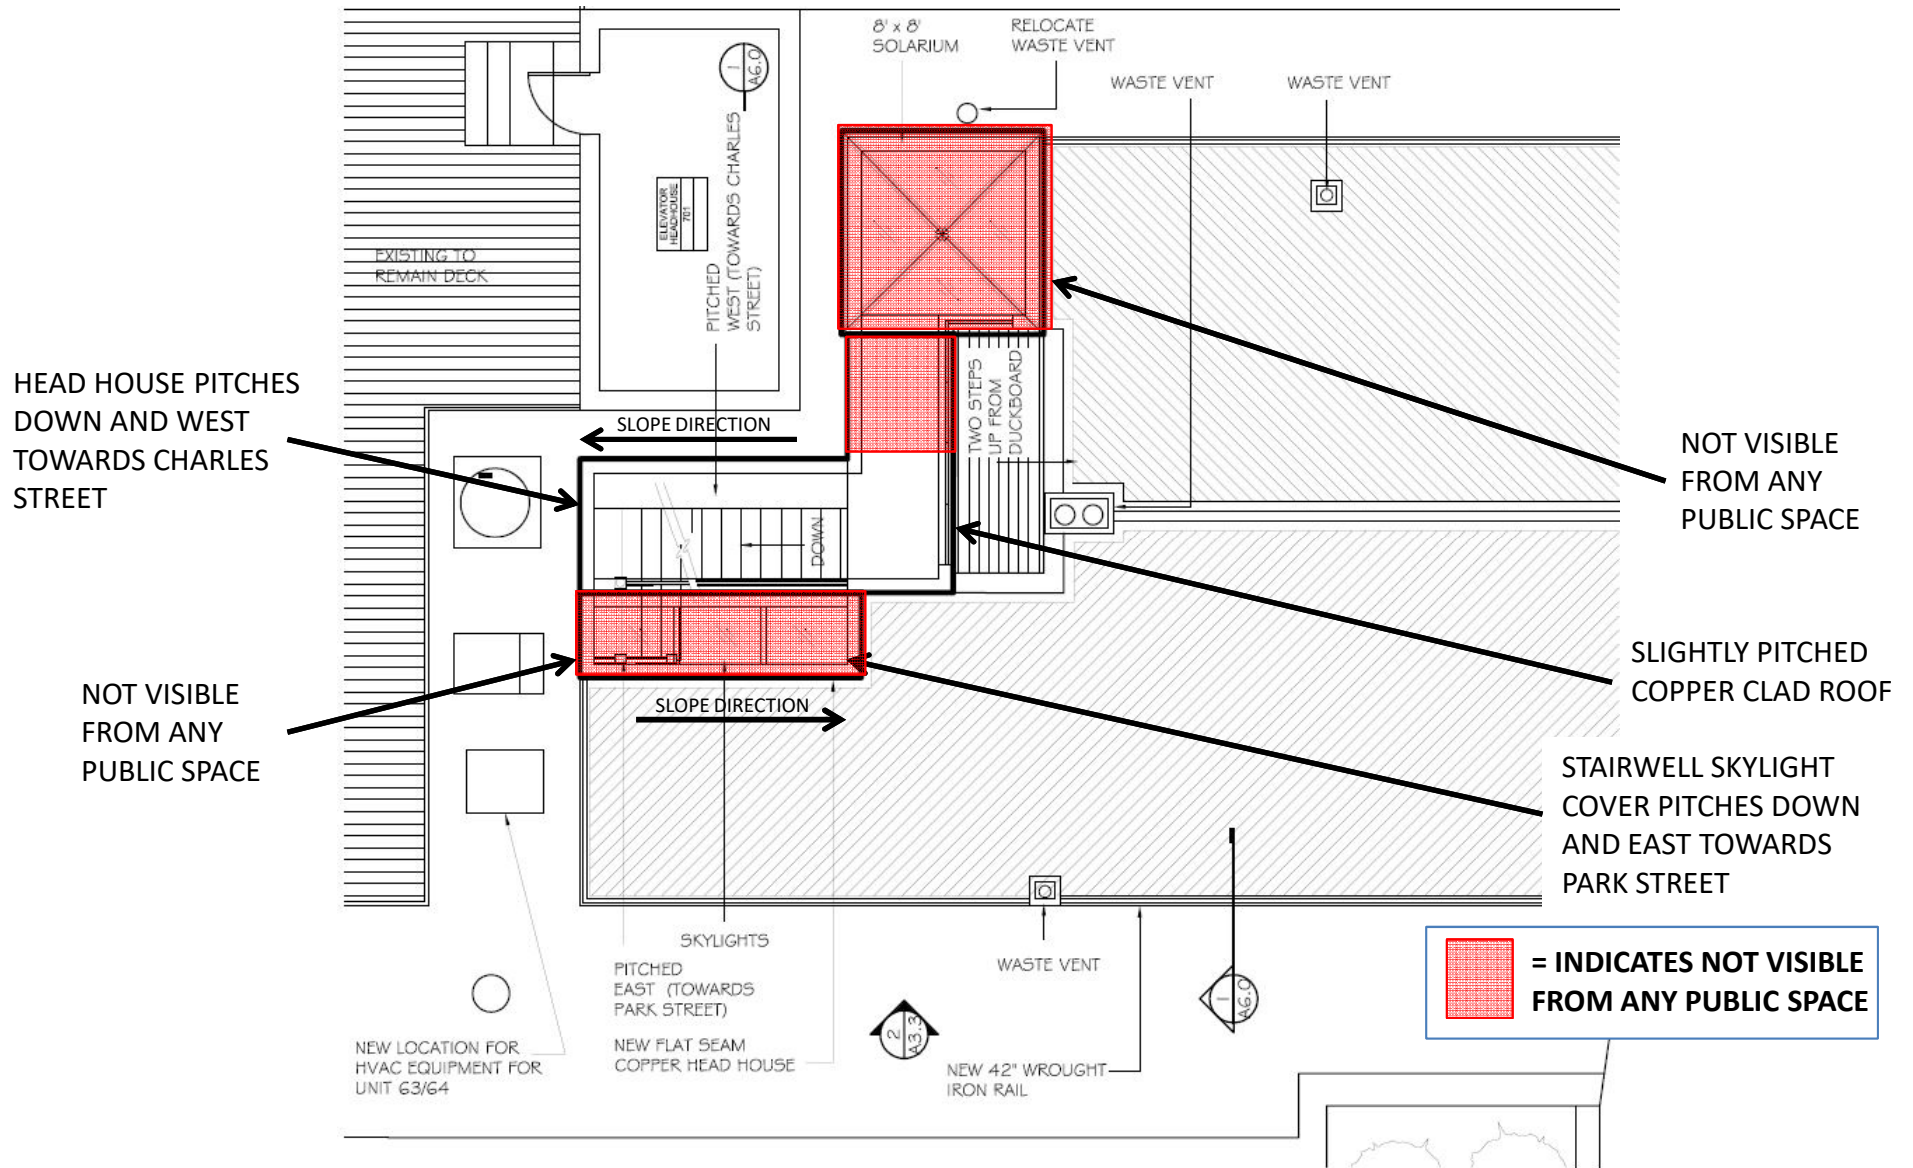 8' x 8'
SOLARIUM
RELOCATE
WASTE VENT
WASTE VENT
WASTE VENT
1
A6.0
ELEVATOR
HEADHOUSE
701
PITCHED
WEST (TOWARDS CHARLES
STREET)
EXISTING TO
REMAIN DECK
HEAD HOUSE PITCHES
DOWN AND WEST
TOWARDS CHARLES
STREET
SLOPE DIRECTION
TWO STEPS
UP FROM
DUCKBOARD
NOT VISIBLE
FROM ANY
PUBLIC SPACE
DOWN
SLIGHTLY PITCHED
COPPER CLAD ROOF
NOT VISIBLE
FROM ANY
PUBLIC SPACE
SLOPE DIRECTION
STAIRWELL SKYLIGHT
COVER PITCHES DOWN
AND EAST TOWARDS
PARK STREET
SKYLIGHTS
PITCHED
EAST (TOWARDS
PARK STREET)
NEW FLAT SEAM
COPPER HEAD HOUSE
WASTE VENT
= INDICATES NOT VISIBLE
FROM ANY PUBLIC SPACE
1
A6.0
2
A3.3
NEW LOCATION FOR
HVAC EQUIPMENT FOR
UNIT 63/64
NEW 42" WROUGHT
IRON RAIL